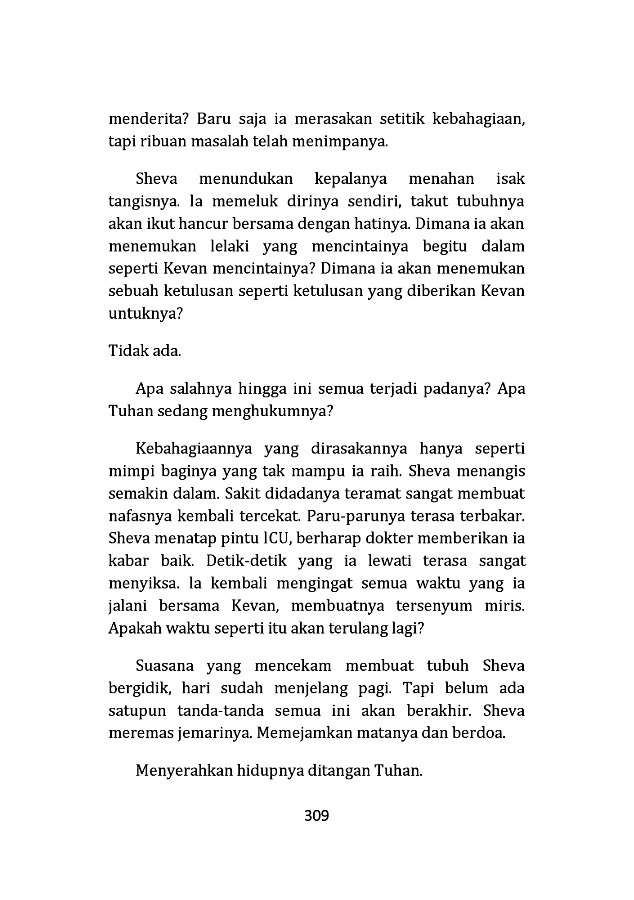 menderita? Baru saja ia merasakan setitik kebahagiaan,
tapi ribuan masalah telah menimpanya.
Sheva menundukan kepalanya menahan isak
tangisnya. Ia memeluk dirinya sendiri, takut tubuhnya
akan ikut hancur bersama dengan hatinya. Dimana ia akan
menemukan lelaki yang mencintainya begitu dalam
seperti Kevan mencintainya? Dimana ia akan menemukan
sebuah ketulusan seperti ketulusan yang diberikan Kevan
untuknya?
Tidak ada.
Apa salahnya hingga ini semua terjadi padanya? Apa
Tuhan sedang menghukumnya?
Kebahagiaannya yang dirasakannya hanya seperti
mimpi baginya yang tak mampu ia raih. Sheva menangis
semakin dalam. Sakit didadanya teramat sangat membuat
nafasnya kembali tercekat. Paru-parunya terasa terbakar.
Sheva menatap pintu ICU, berharap dokter memberikan ia
kabar baik. Detik-detik yang ia lewati terasa sangat
menyiksa. Ia kembali mengingat semua waktu yang ia
jalani bersama Kevan, membuatnya tersenyum miris.
Apakah waktu seperti itu akan terulang lagi?
Suasana yang mencekam membuat tubuh Sheva
bergidik, hari sudah menjelang pagi. Tapi belum ada
satupun tanda-tanda semua ini akan berakhir. Sheva
meremas jemarinya. Memejamkan matanya dan berdoa.
Menyerahkan hidupnya ditangan Tuhan.
309